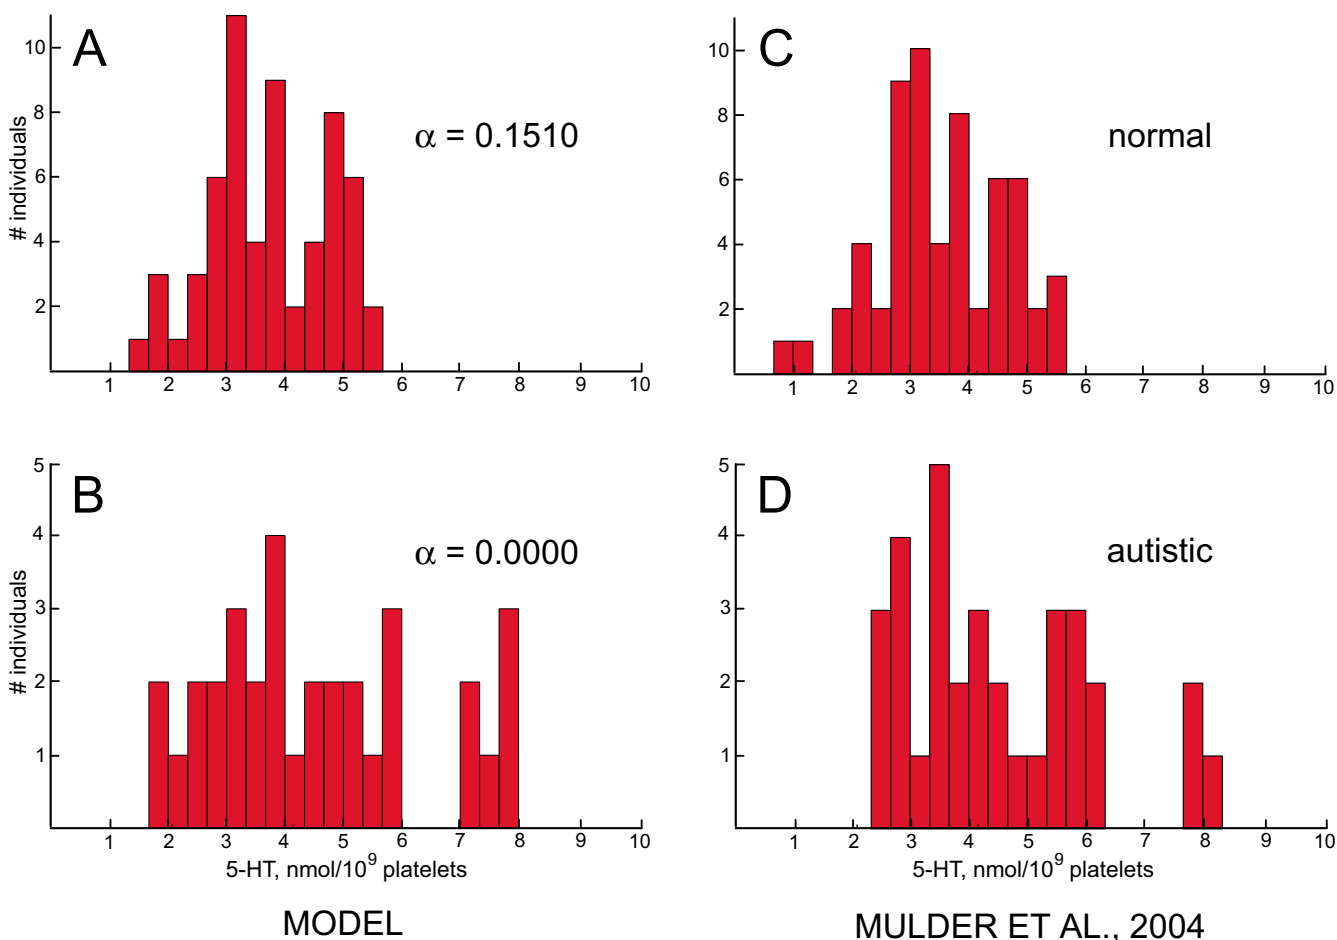 A
α = 0.1510
# individuals
10
8
6
4
2
1 2 3 4 5 6 7 8 9 10
C
normal
10
8
6
4
2
1 2 3 4 5 6 7 8 9 10
B
α = 0.0000
# individuals
5
4
3
2
1
1 2 3 4 5 6 7 8 9 10
5-HT, nmol/10⁹ platelets
MODEL
D
autistic
5
4
3
2
1
1 2 3 4 5 6 7 8 9 10
5-HT, nmol/10⁹ platelets
MULDER ET AL., 2004